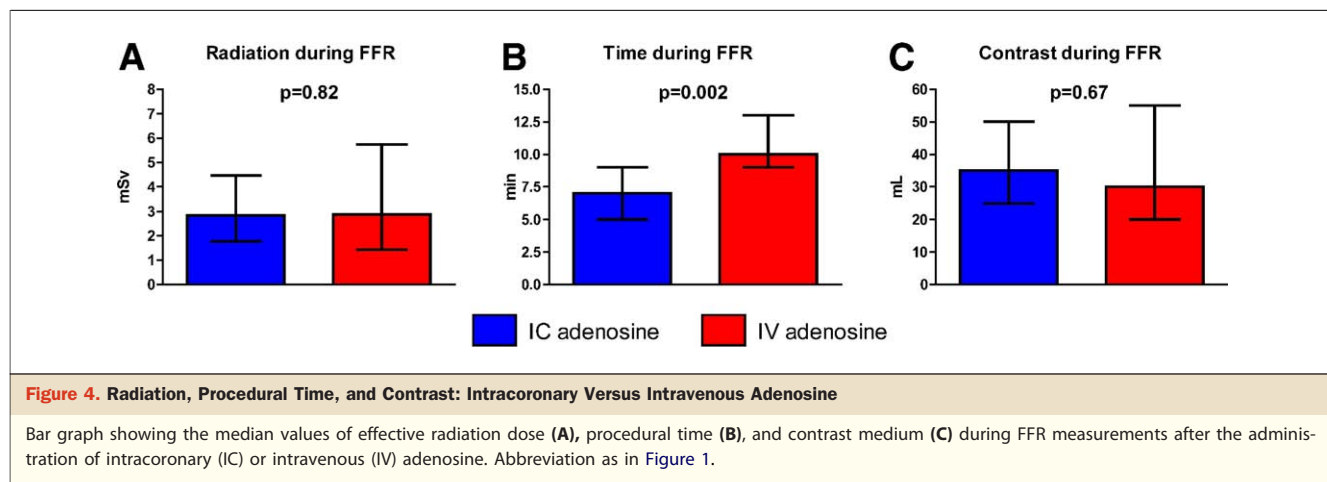 A Radiation during FFR
p=0.82
mSv
8
7
6
5
4
3
2
1
0
B Time during FFR
p=0.002
min
15.0
12.5
10.0
7.5
5.0
2.5
0.0
C Contrast during FFR
p=0.67
mL
60
50
40
30
20
10
0
IC adenosine IV adenosine
Figure 4. Radiation, Procedural Time, and Contrast: Intracoronary Versus Intravenous Adenosine
Bar graph showing the median values of effective radiation dose (A), procedural time (B), and contrast medium (C) during FFR measurements after the adminis-
tration of intracoronary (IC) or intravenous (IV) adenosine. Abbreviation as in Figure 1.